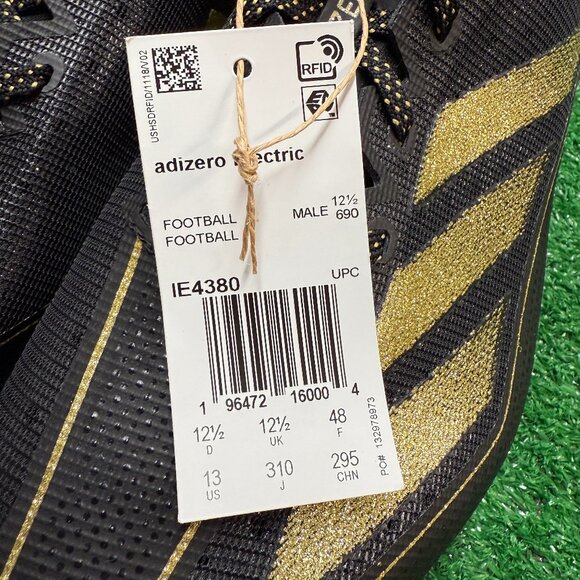 USHSDRFID/1118/V02
RFID
adizero
FOOTBALL MALE 12½
FOOTBALL 690
IE4380 UPC
1 96472 16000 4
12½ 12½ 48
D UK F
13 310 295
US J CHN
PO# 132978973